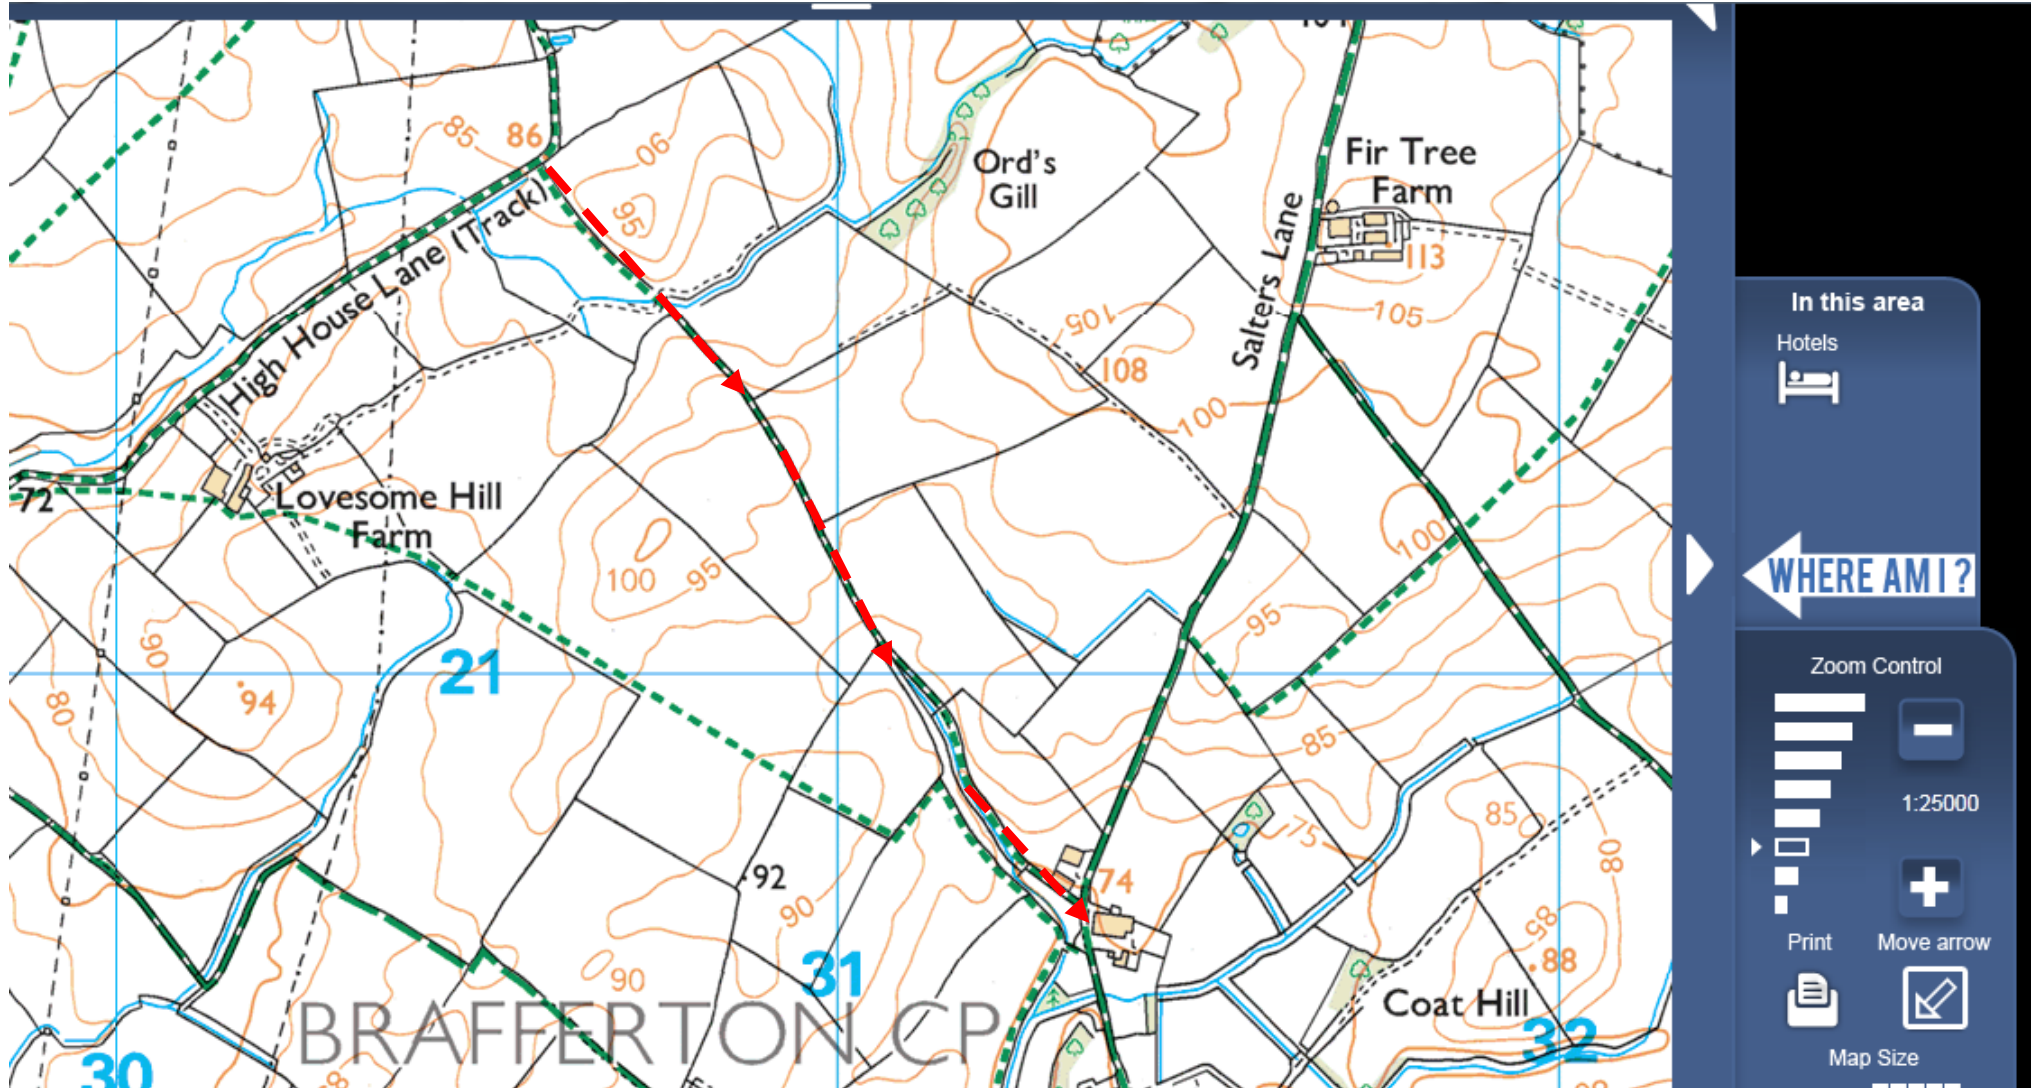 86
85
90
95
Ord's
Gill
Fir Tree
Farm
113
105
Salters Lane
High House Lane (Track)
105
108
100
72
Lovesome Hill
Farm
100
95
100
95
90
21
94
80
85
92
90
74
75
85
80
31
90
85
88
Coat Hill
BRAFFERTON CP
30
32
In this area
Hotels
WHERE AM I ?
Zoom Control
1:25000
Print
Move arrow
Map Size